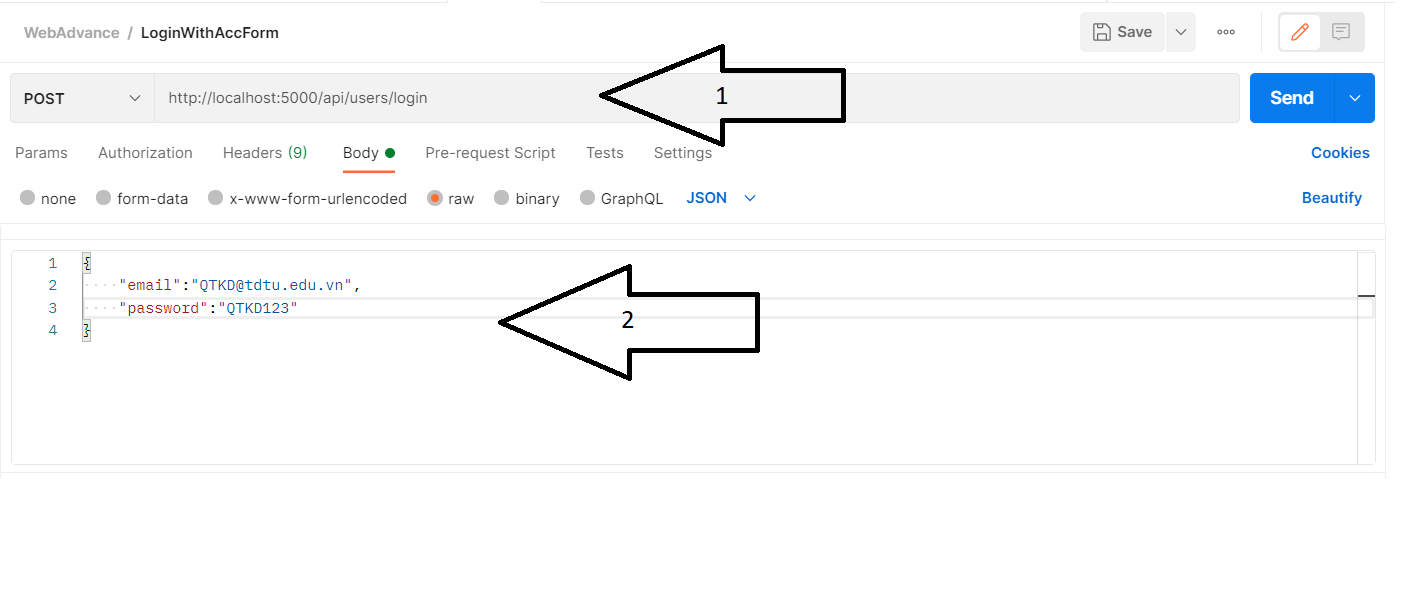 WebAdvance / LoginWithAccForm
Save
POST
http://localhost:5000/api/users/login
1
Send
Params Authorization Headers (9) Body Pre-request Script Tests Settings Cookies
none form-data x-www-form-urlencoded raw binary GraphQL JSON Beautify
1 {
2 ····"email":"QTKD@tdtu.edu.vn",
3 ····"password":"QTKD123"
4 }
2